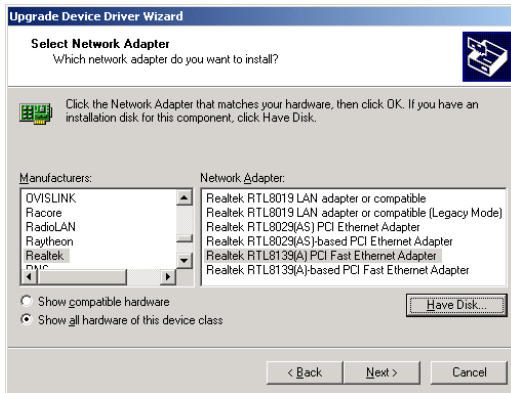 Upgrade Device Driver Wizard
Select Network Adapter
Which network adapter do you want to install?
Click the Network Adapter that matches your hardware, then click OK. If you have an
installation disk for this component, click Have Disk.
Manufacturers:
OVISLINK
Racore
RadioLAN
Raytheon
Realtek
Network Adapter:
Realtek RTL8019 LAN adapter or compatible
Realtek RTL8019 LAN adapter or compatible (Legacy Mode)
Realtek RTL8029(AS) PCI Ethernet Adapter
Realtek RTL8029(AS)-based PCI Ethernet Adapter
Realtek RTL8139(A) PCI Fast Ethernet Adapter
Realtek RTL8139(A)-based PCI Fast Ethernet Adapter
Show compatible hardware
Show all hardware of this device class
Have Disk...
< Back
Next >
Cancel